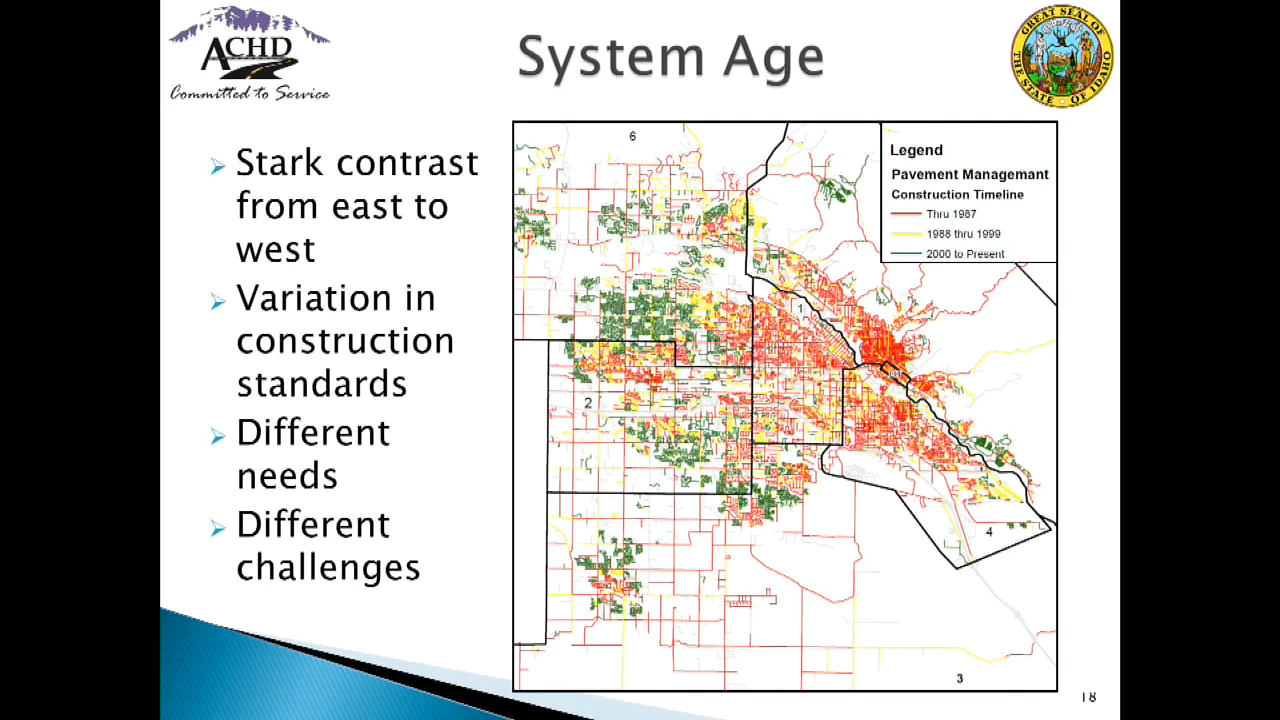 ACHD
Committed to Service
System Age
GREAT SEAL OF
THE STATE OF IDAHO
Stark contrast
from east to
west
Variation in
construction
standards
Different
needs
Different
challenges
6
Legend
Pavement Managemant
Construction Timeline
Thru 1987
1988 thru 1999
2000 to Present
1
2
4
3
18